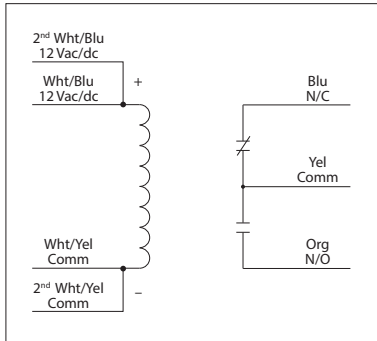 2nd Wht/Blu
12 Vac/dc
Wht/Blu
12 Vac/dc
+
Wht/Yel
Comm
2nd Wht/Yel
Comm
–
Blu
N/C
Yel
Comm
Org
N/O